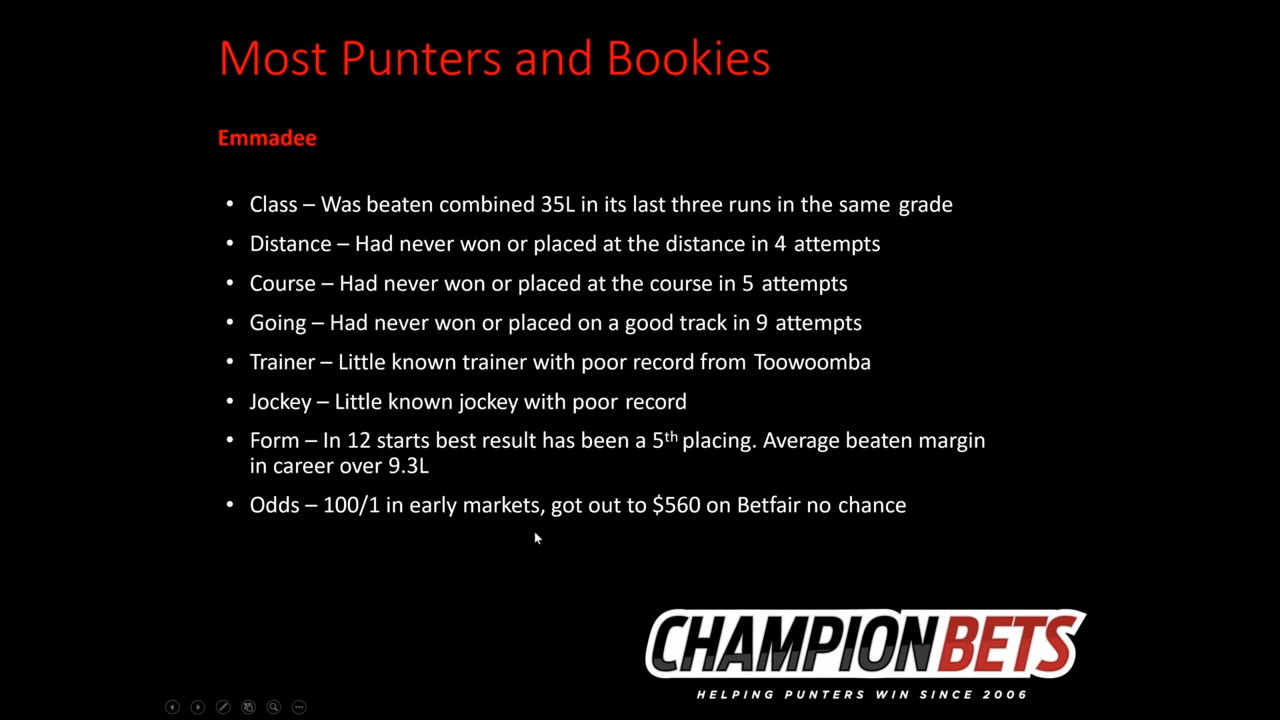 Most Punters and Bookies
Emmadee
• Class – Was beaten combined 35L in its last three runs in the same grade
• Distance – Had never won or placed at the distance in 4 attempts
• Course – Had never won or placed at the course in 5 attempts
• Going – Had never won or placed on a good track in 9 attempts
• Trainer – Little known trainer with poor record from Toowoomba
• Jockey – Little known jockey with poor record
• Form – In 12 starts best result has been a 5th placing. Average beaten margin
in career over 9.3L
• Odds – 100/1 in early markets, got out to $560 on Betfair no chance
CHAMPIONBETS
HELPING PUNTERS WIN SINCE 2006